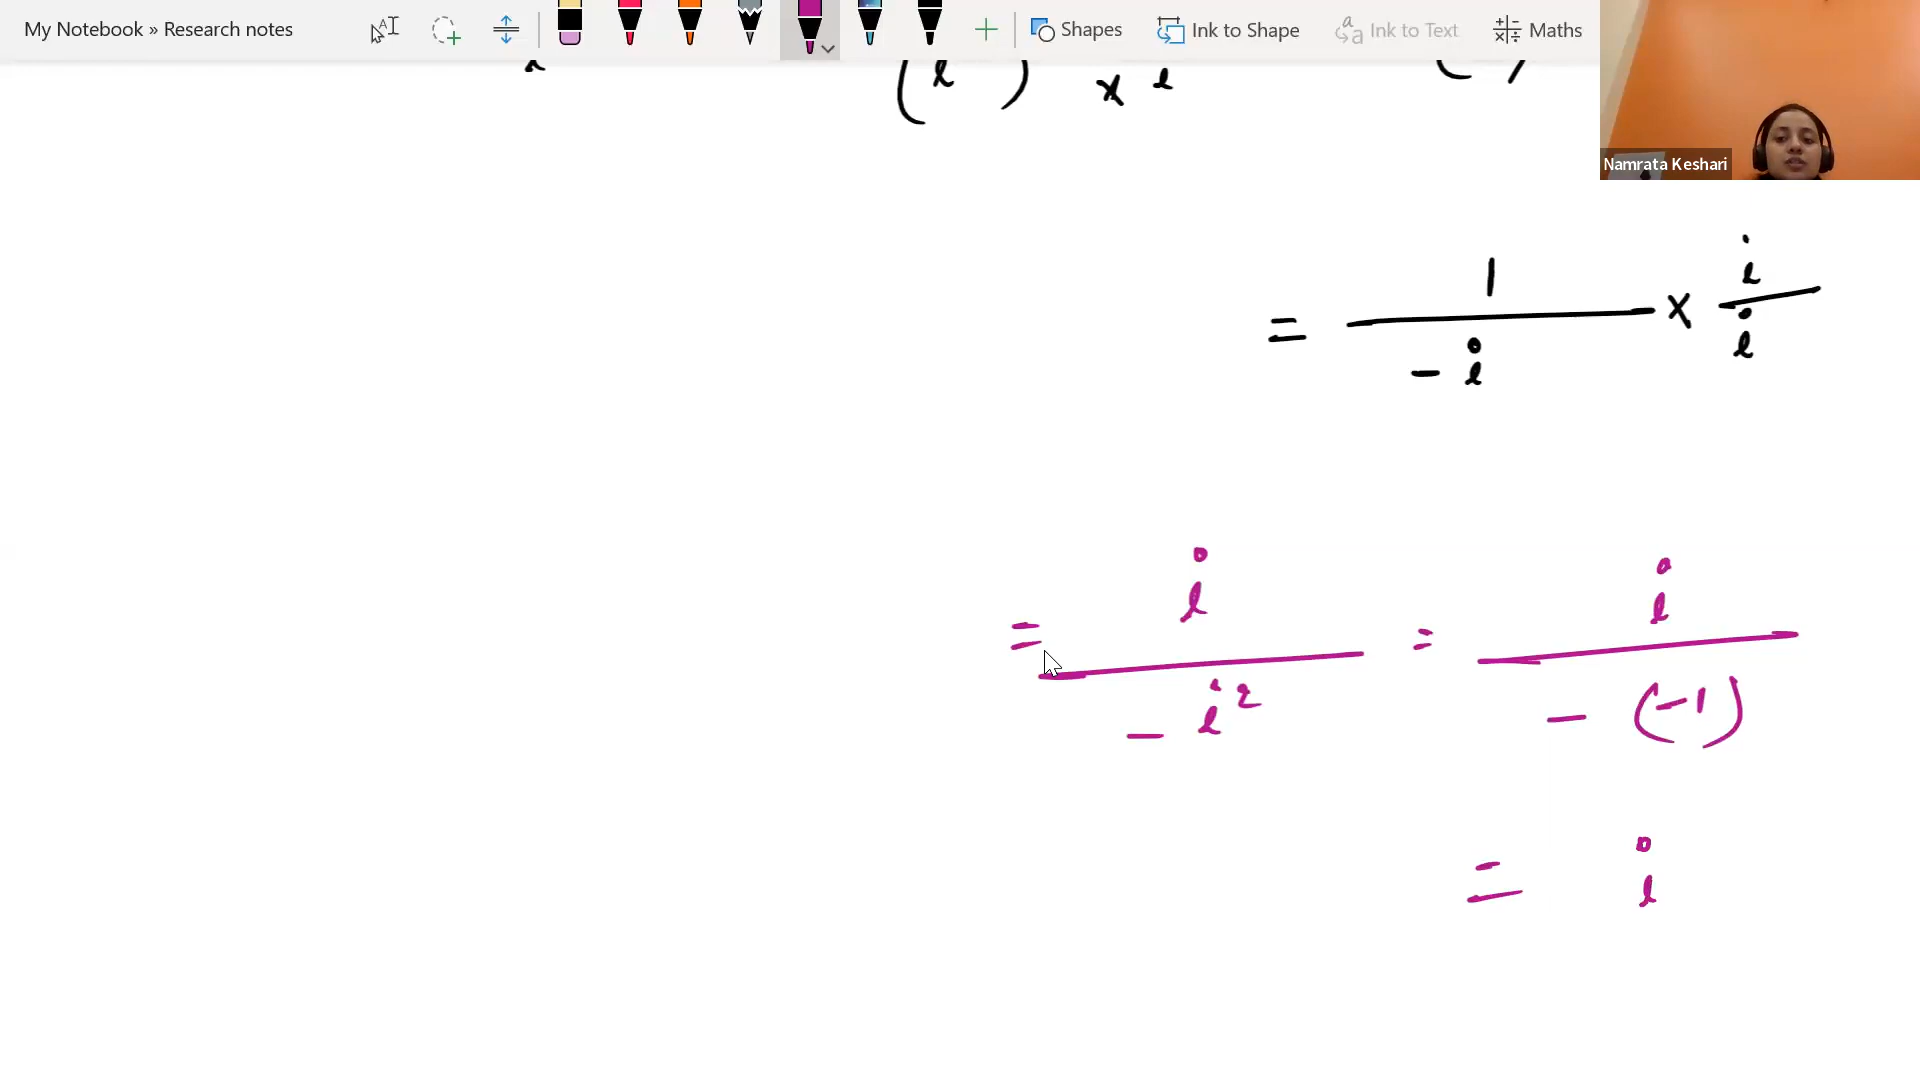 My Notebook » Research notes Shapes Ink to Shape Ink to Text Maths
( i ) × i
Namrata Keshari
= 1 / - i × i / i
= i / - i² = i / - (-1)
= i